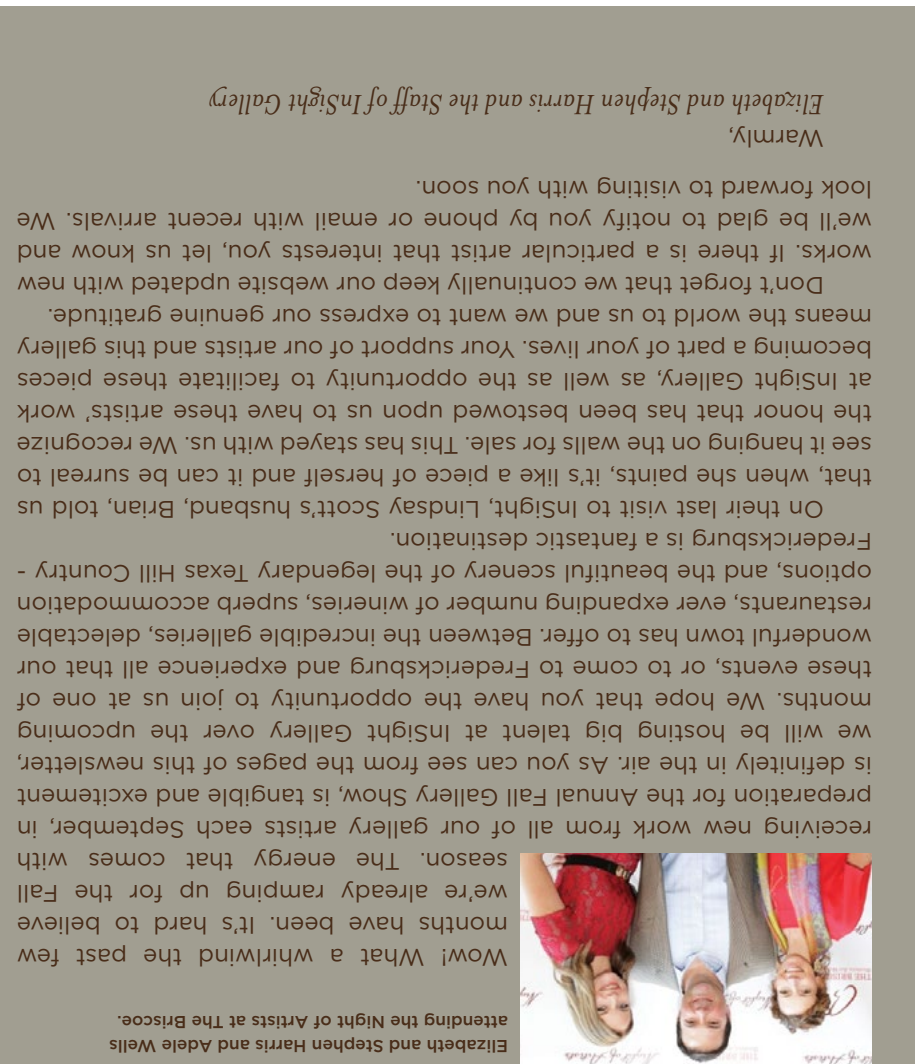 Elizabeth and Stephen Harris and Adele Wells
attending the Night of Artists at The Briscoe.
Wow! What a whirlwind the past few
months have been. It's hard to believe
we're already ramping up for the Fall
season. The energy that comes with
receiving new work from all of our gallery artists each September, in
preparation for the Annual Fall Gallery Show, is tangible and excitement
is definitely in the air. As you can see from the pages of this newsletter,
we will be hosting big talent at InSight Gallery over the upcoming
months. We hope that you have the opportunity to join us at one of
these events, or to come to Fredericksburg and experience all that our
wonderful town has to offer. Between the incredible galleries, delectable
restaurants, ever expanding number of wineries, superb accommodation
options, and the beautiful scenery of the legendary Texas Hill Country -
Fredericksburg is a fantastic destination.
On their last visit to InSight, Lindsay Scott's husband, Brian, told us
that, when she paints, it's like a piece of herself and it can be surreal to
see it hanging on the walls for sale. This has stayed with us. We recognize
the honor that has been bestowed upon us to have these artists' work
at InSight Gallery, as well as the opportunity to facilitate these pieces
becoming a part of your lives. Your support of our artists and this gallery
means the world to us and we want to express our genuine gratitude.
Don't forget that we continually keep our website updated with new
works. If there is a particular artist that interests you, let us know and
we'll be glad to notify you by phone or email with recent arrivals. We
look forward to visiting with you soon.
Warmly,
Elizabeth and Stephen Harris and the Staff of InSight Gallery